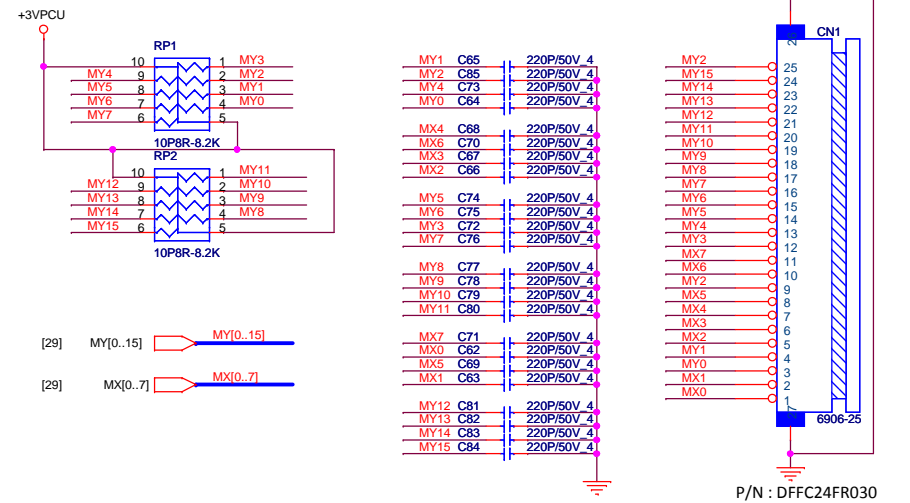 +3VPCU
RP1
10 1 MY3
MY4 9 2 MY2
MY5 8 3 MY1
MY6 7 4 MY0
MY7 6 5
10P8R-8.2K
RP2
10 1 MY11
MY12 9 2 MY10
MY13 8 3 MY9
MY14 7 4 MY8
MY15 6 5
10P8R-8.2K
[29] MY[0..15] MY[0..15]
[29] MX[0..7] MX[0..7]
MY1 C65 220P/50V_4
MY2 C85 220P/50V_4
MY4 C73 220P/50V_4
MY0 C64 220P/50V_4
MX4 C68 220P/50V_4
MX6 C70 220P/50V_4
MX3 C67 220P/50V_4
MX2 C66 220P/50V_4
MY5 C74 220P/50V_4
MY6 C75 220P/50V_4
MY3 C72 220P/50V_4
MY7 C76 220P/50V_4
MY8 C77 220P/50V_4
MY9 C78 220P/50V_4
MY10 C79 220P/50V_4
MY11 C80 220P/50V_4
MX7 C71 220P/50V_4
MX0 C62 220P/50V_4
MX5 C69 220P/50V_4
MX1 C63 220P/50V_4
MY12 C81 220P/50V_4
MY13 C82 220P/50V_4
MY14 C83 220P/50V_4
MY15 C84 220P/50V_4
CN1
26
MY2 25
MY15 24
MY14 23
MY13 22
MY12 21
MY11 20
MY10 19
MY9 18
MY8 17
MY7 16
MY6 15
MY5 14
MY4 13
MY3 12
MX7 11
MX6 10
MY2 9
MX5 8
MX4 7
MX3 6
MX2 5
MY1 4
MY0 3
MX1 2
MX0 1
27
6906-25
P/N : DFFC24FR030